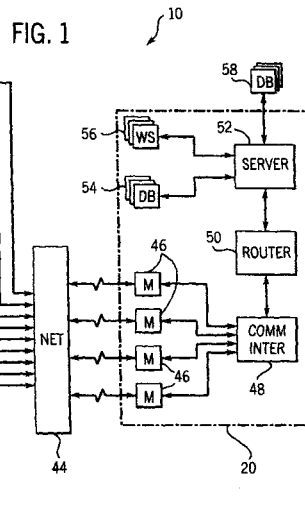 FIG. 1
10
58
DB
52
56
WS
SERVER
54
DB
50
ROUTER
46
M
M
NET
COMM
INTER
M
46
48
M
44
20